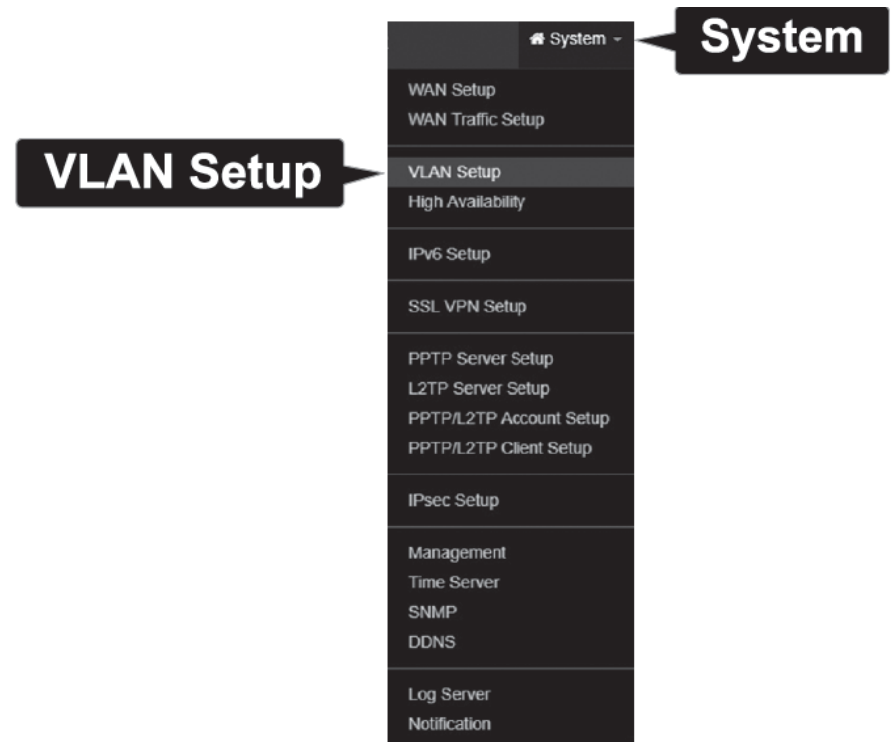 System
System
WAN Setup
WAN Traffic Setup
VLAN Setup
VLAN Setup
High Availability
IPv6 Setup
SSL VPN Setup
PPTP Server Setup
L2TP Server Setup
PPTP/L2TP Account Setup
PPTP/L2TP Client Setup
IPsec Setup
Management
Time Server
SNMP
DDNS
Log Server
Notification